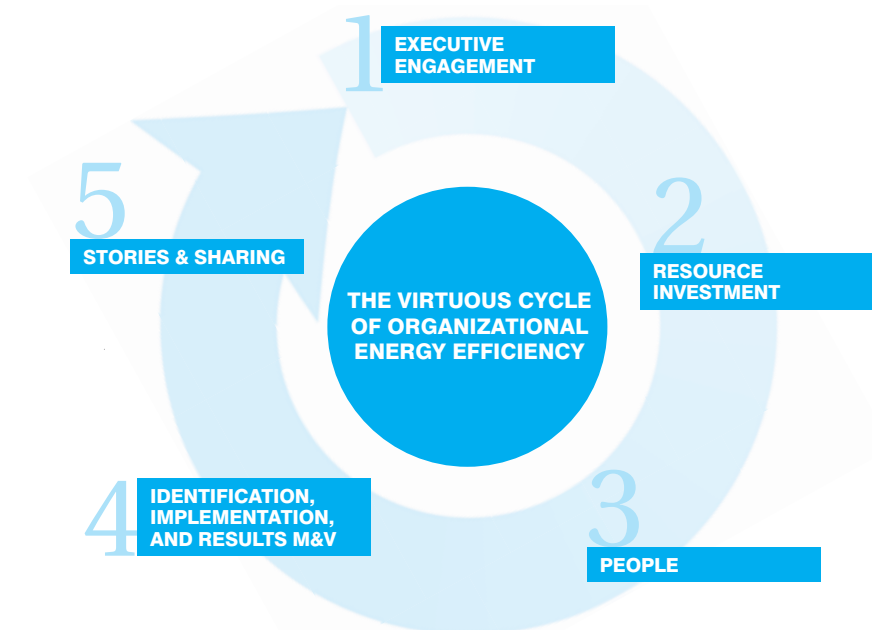 1
EXECUTIVE
ENGAGEMENT
2
RESOURCE
INVESTMENT
3
PEOPLE
4
IDENTIFICATION,
IMPLEMENTATION,
AND RESULTS M&V
5
STORIES & SHARING
THE VIRTUOUS CYCLE
OF ORGANIZATIONAL
ENERGY EFFICIENCY